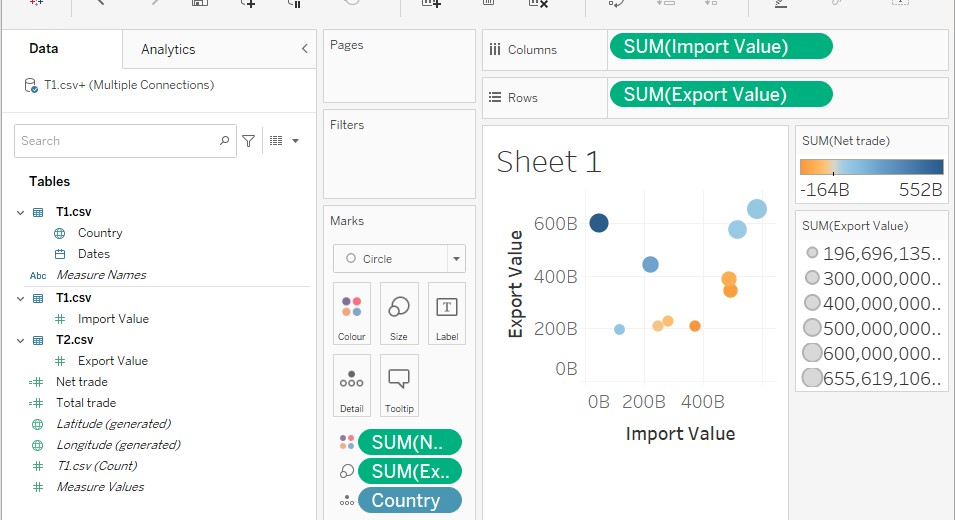 Data
Analytics
T1.csv+ (Multiple Connections)
Search
Tables
T1.csv
Country
Dates
Abc Measure Names
T1.csv
Import Value
T2.csv
Export Value
Net trade
Total trade
Latitude (generated)
Longitude (generated)
T1.csv (Count)
Measure Values
Pages
Filters
Marks
Circle
Colour
Size
T
Label
Detail
Tooltip
SUM(N..
SUM(Ex..
Country
Columns
SUM(Import Value)
Rows
SUM(Export Value)
Sheet 1
Export Value
600B
400B
200B
0B
0B 200B 400B
Import Value
SUM(Net trade)
-164B 552B
SUM(Export Value)
196,696,135..
300,000,000..
400,000,000..
500,000,000..
600,000,000..
655,619,106..